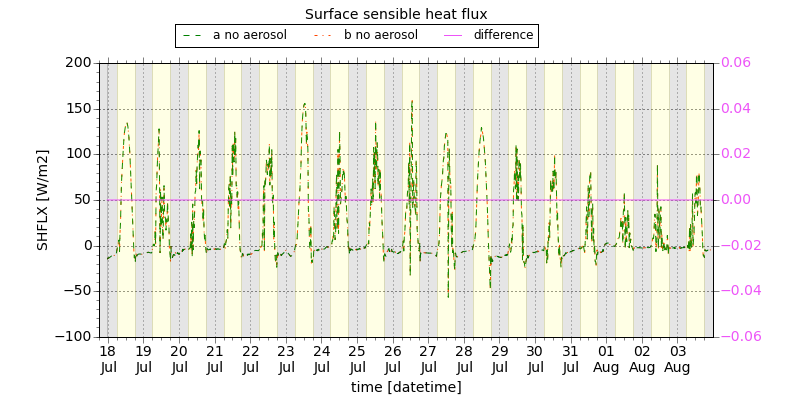 Surface sensible heat flux
a no aerosol b no aerosol difference
200 0.06
150 0.04
100 0.02
50 0.00
0 −0.02
−50 −0.04
−100 −0.06
SHFLX [W/m2]
18 19 20 21 22 23 24 25 26 27 28 29 30 31 01 02 03
Jul Jul Jul Jul Jul Jul Jul Jul Jul Jul Jul Jul Jul Jul Aug Aug Aug
time [datetime]